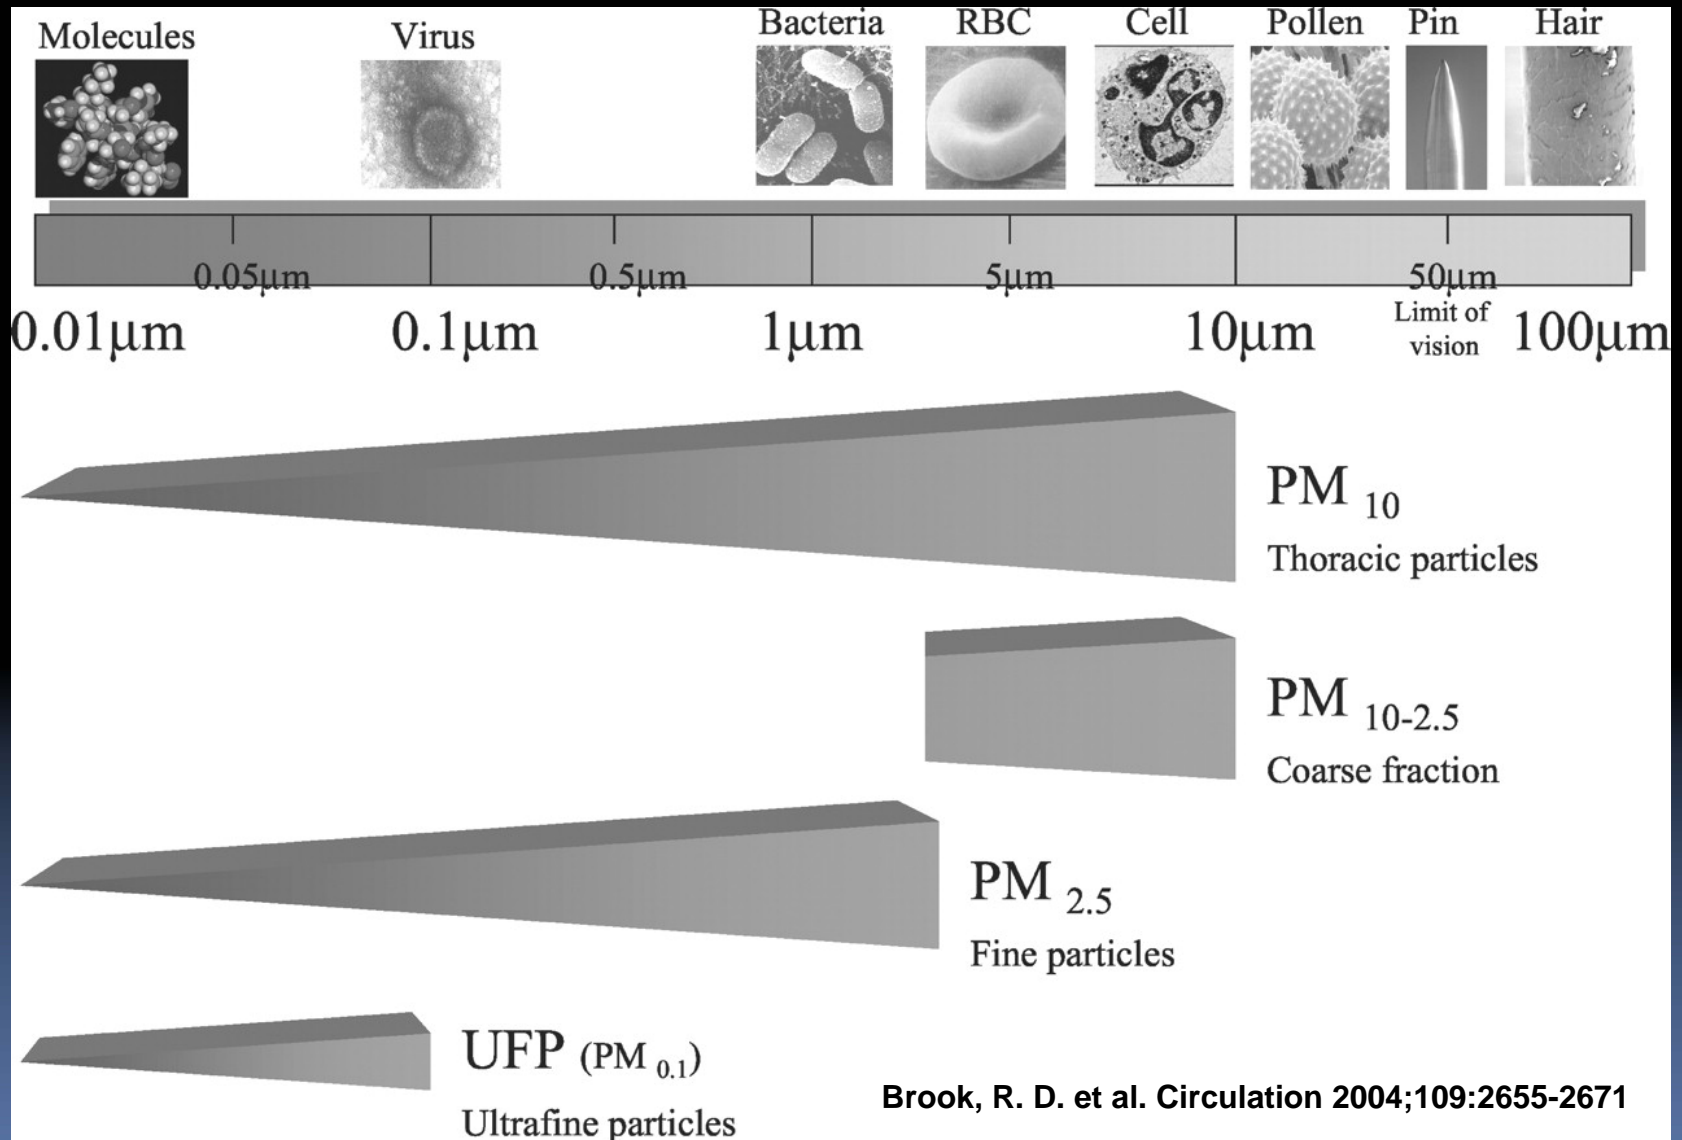 Molecules
Virus
Bacteria
RBC
Cell
Pollen
Pin
Hair
0.05μm
0.5μm
5μm
50μm
0.01μm
0.1μm
1μm
10μm
Limit of
vision
100μm
PM 10
Thoracic particles
PM 10-2.5
Coarse fraction
PM 2.5
Fine particles
UFP (PM 0.1)
Ultrafine particles
Brook, R. D. et al. Circulation 2004;109:2655-2671